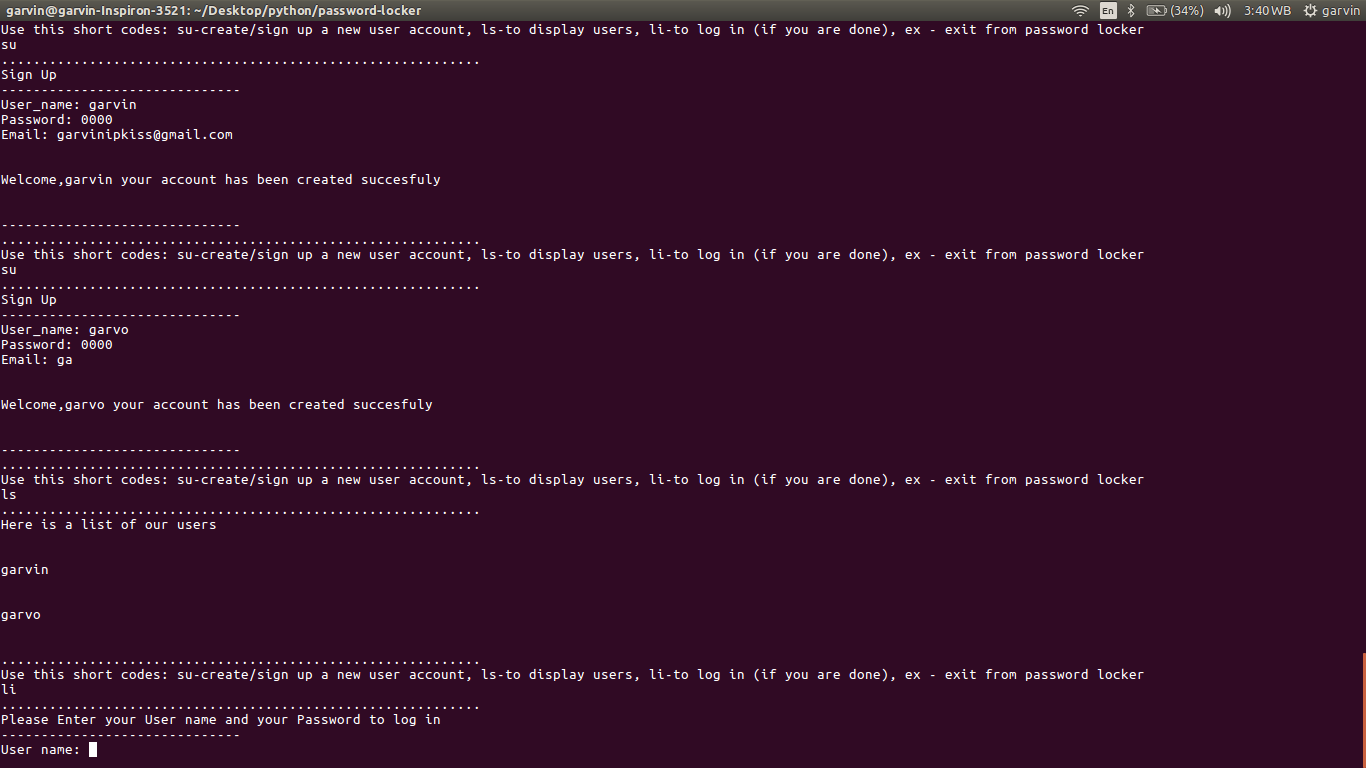 garvin@garvin-Inspiron-3521: ~/Desktop/python/password-locker En (34%) 3:40 WB garvin
Use this short codes: su-create/sign up a new user account, ls-to display users, li-to log in (if you are done), ex - exit from password locker
su
............................................................
Sign Up
------------------------------
User_name: garvin
Password: 0000
Email: garvinipkiss@gmail.com
Welcome,garvin your account has been created succesfuly
------------------------------
............................................................
Use this short codes: su-create/sign up a new user account, ls-to display users, li-to log in (if you are done), ex - exit from password locker
su
............................................................
Sign Up
------------------------------
User_name: garvo
Password: 0000
Email: ga
Welcome,garvo your account has been created succesfuly
------------------------------
............................................................
Use this short codes: su-create/sign up a new user account, ls-to display users, li-to log in (if you are done), ex - exit from password locker
ls
............................................................
Here is a list of our users
garvin
garvo
............................................................
Use this short codes: su-create/sign up a new user account, ls-to display users, li-to log in (if you are done), ex - exit from password locker
li
............................................................
Please Enter your User name and your Password to log in
------------------------------
User name: